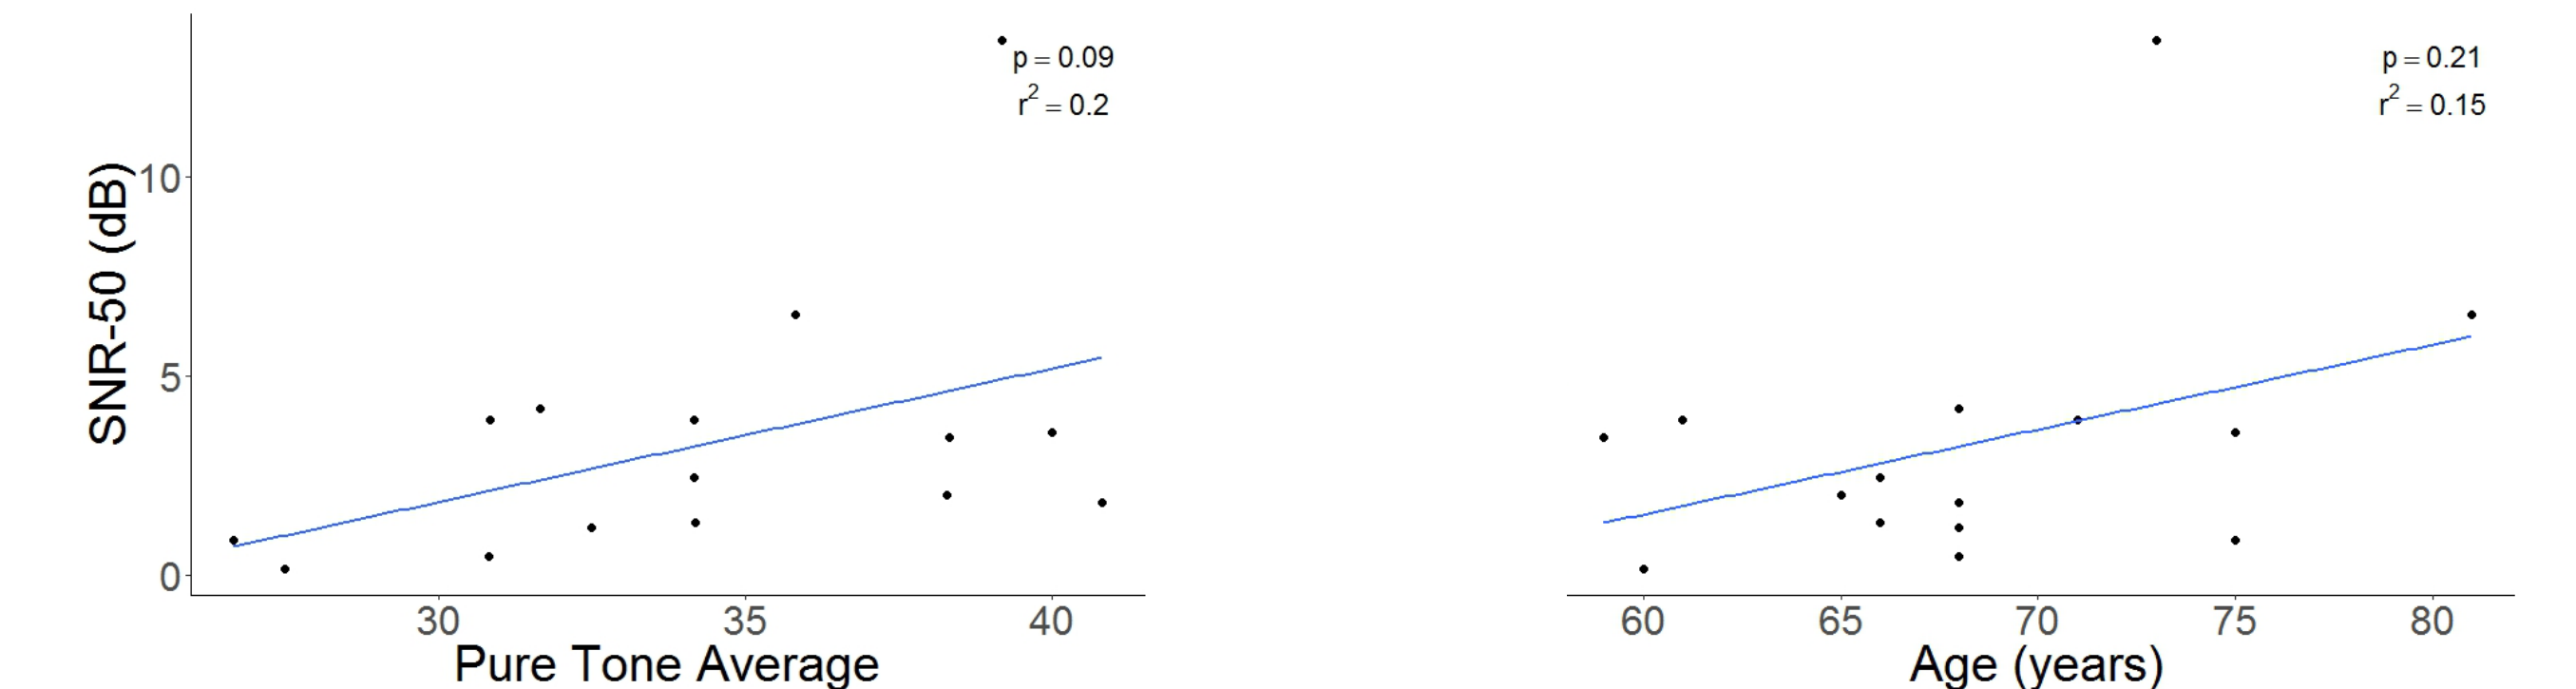 p = 0.09
r² = 0.2
SNR-50 (dB)
10
5
0
30 35 40
Pure Tone Average
p = 0.21
r² = 0.15
60 65 70 75 80
Age (years)